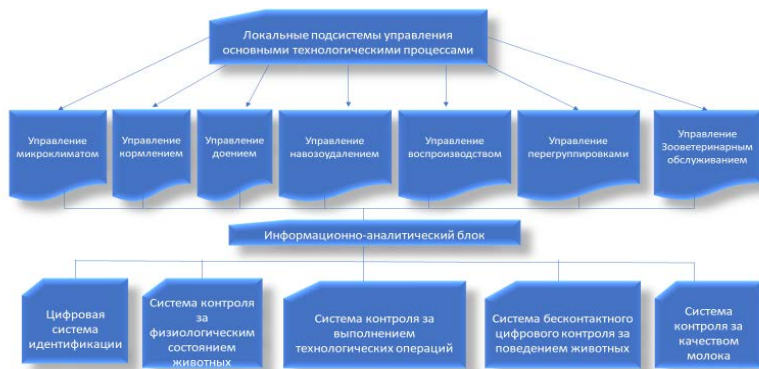 Локальные подсистемы управления
основными технологическими процессами
Управление
микроклиматом
Управление
кормлением
Управление
доением
Управление
навозоудалением
Управление
воспроизводством
Управление
перегруппировками
Управление
Зооветеринарным
обслуживанием
Информационно-аналитический блок
Цифровая
система
идентификации
Система контроля
за
физиологическим
состоянием
животных
Система контроля за
выполнением
технологических операций
Система бесконтактного
цифрового контроля за
поведением животных
Система
контроля за
качеством
молока